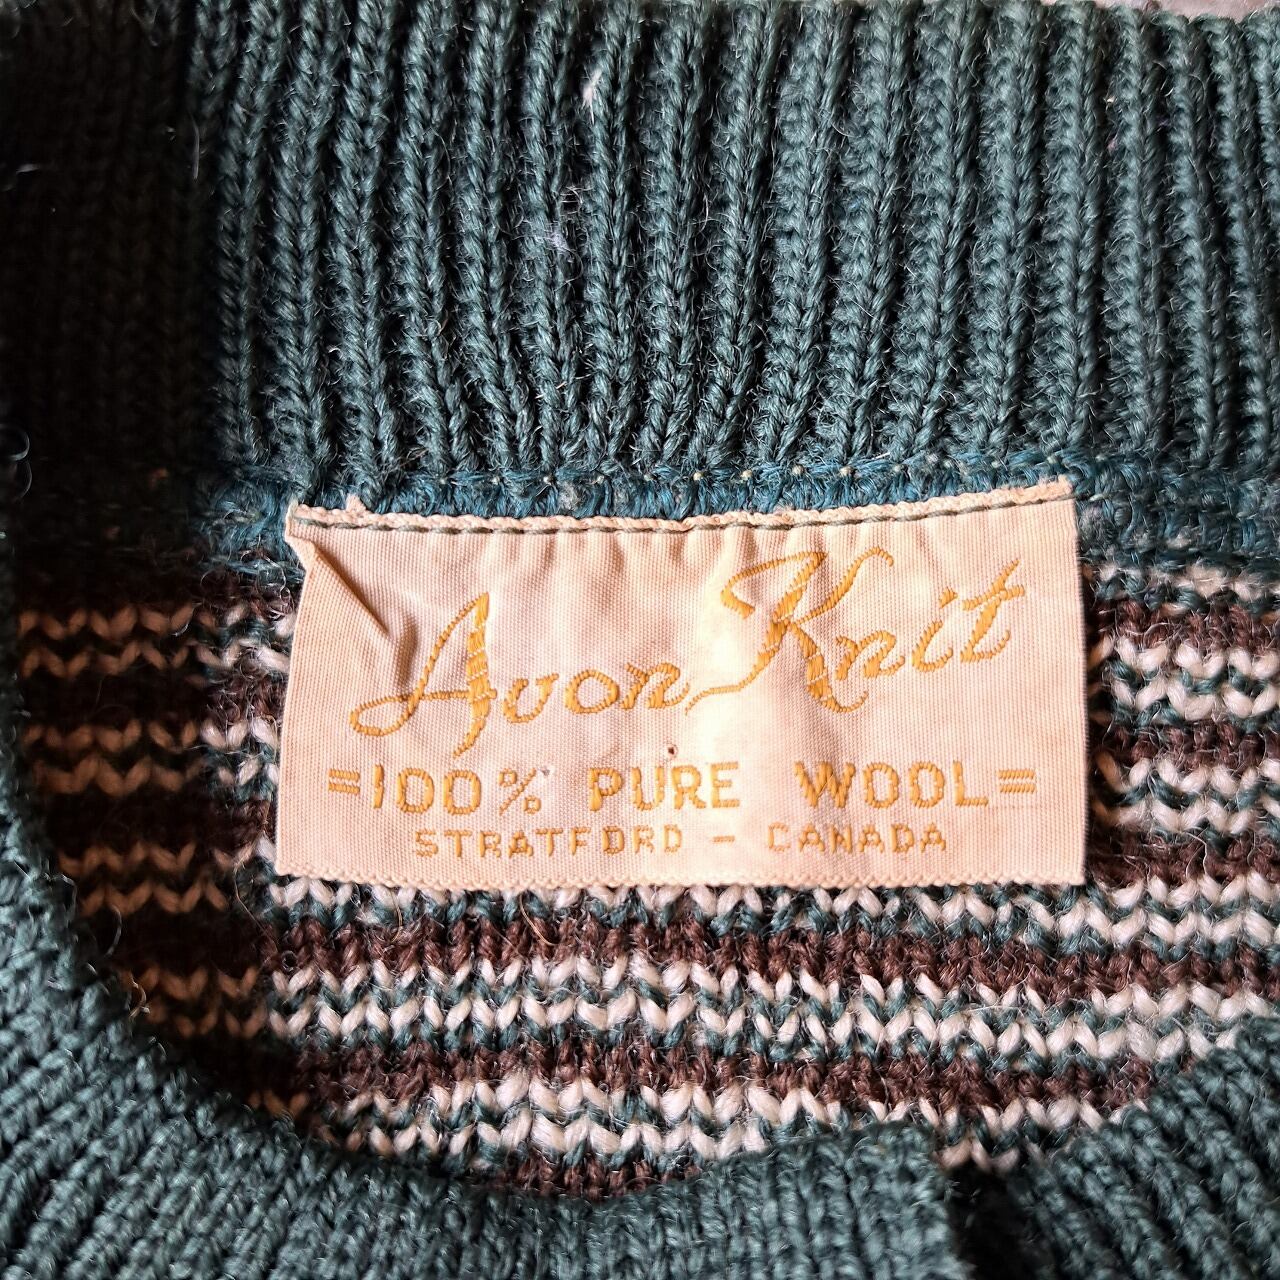 Avon Knit
=100% PURE WOOL=
STRATFORD - CANADA